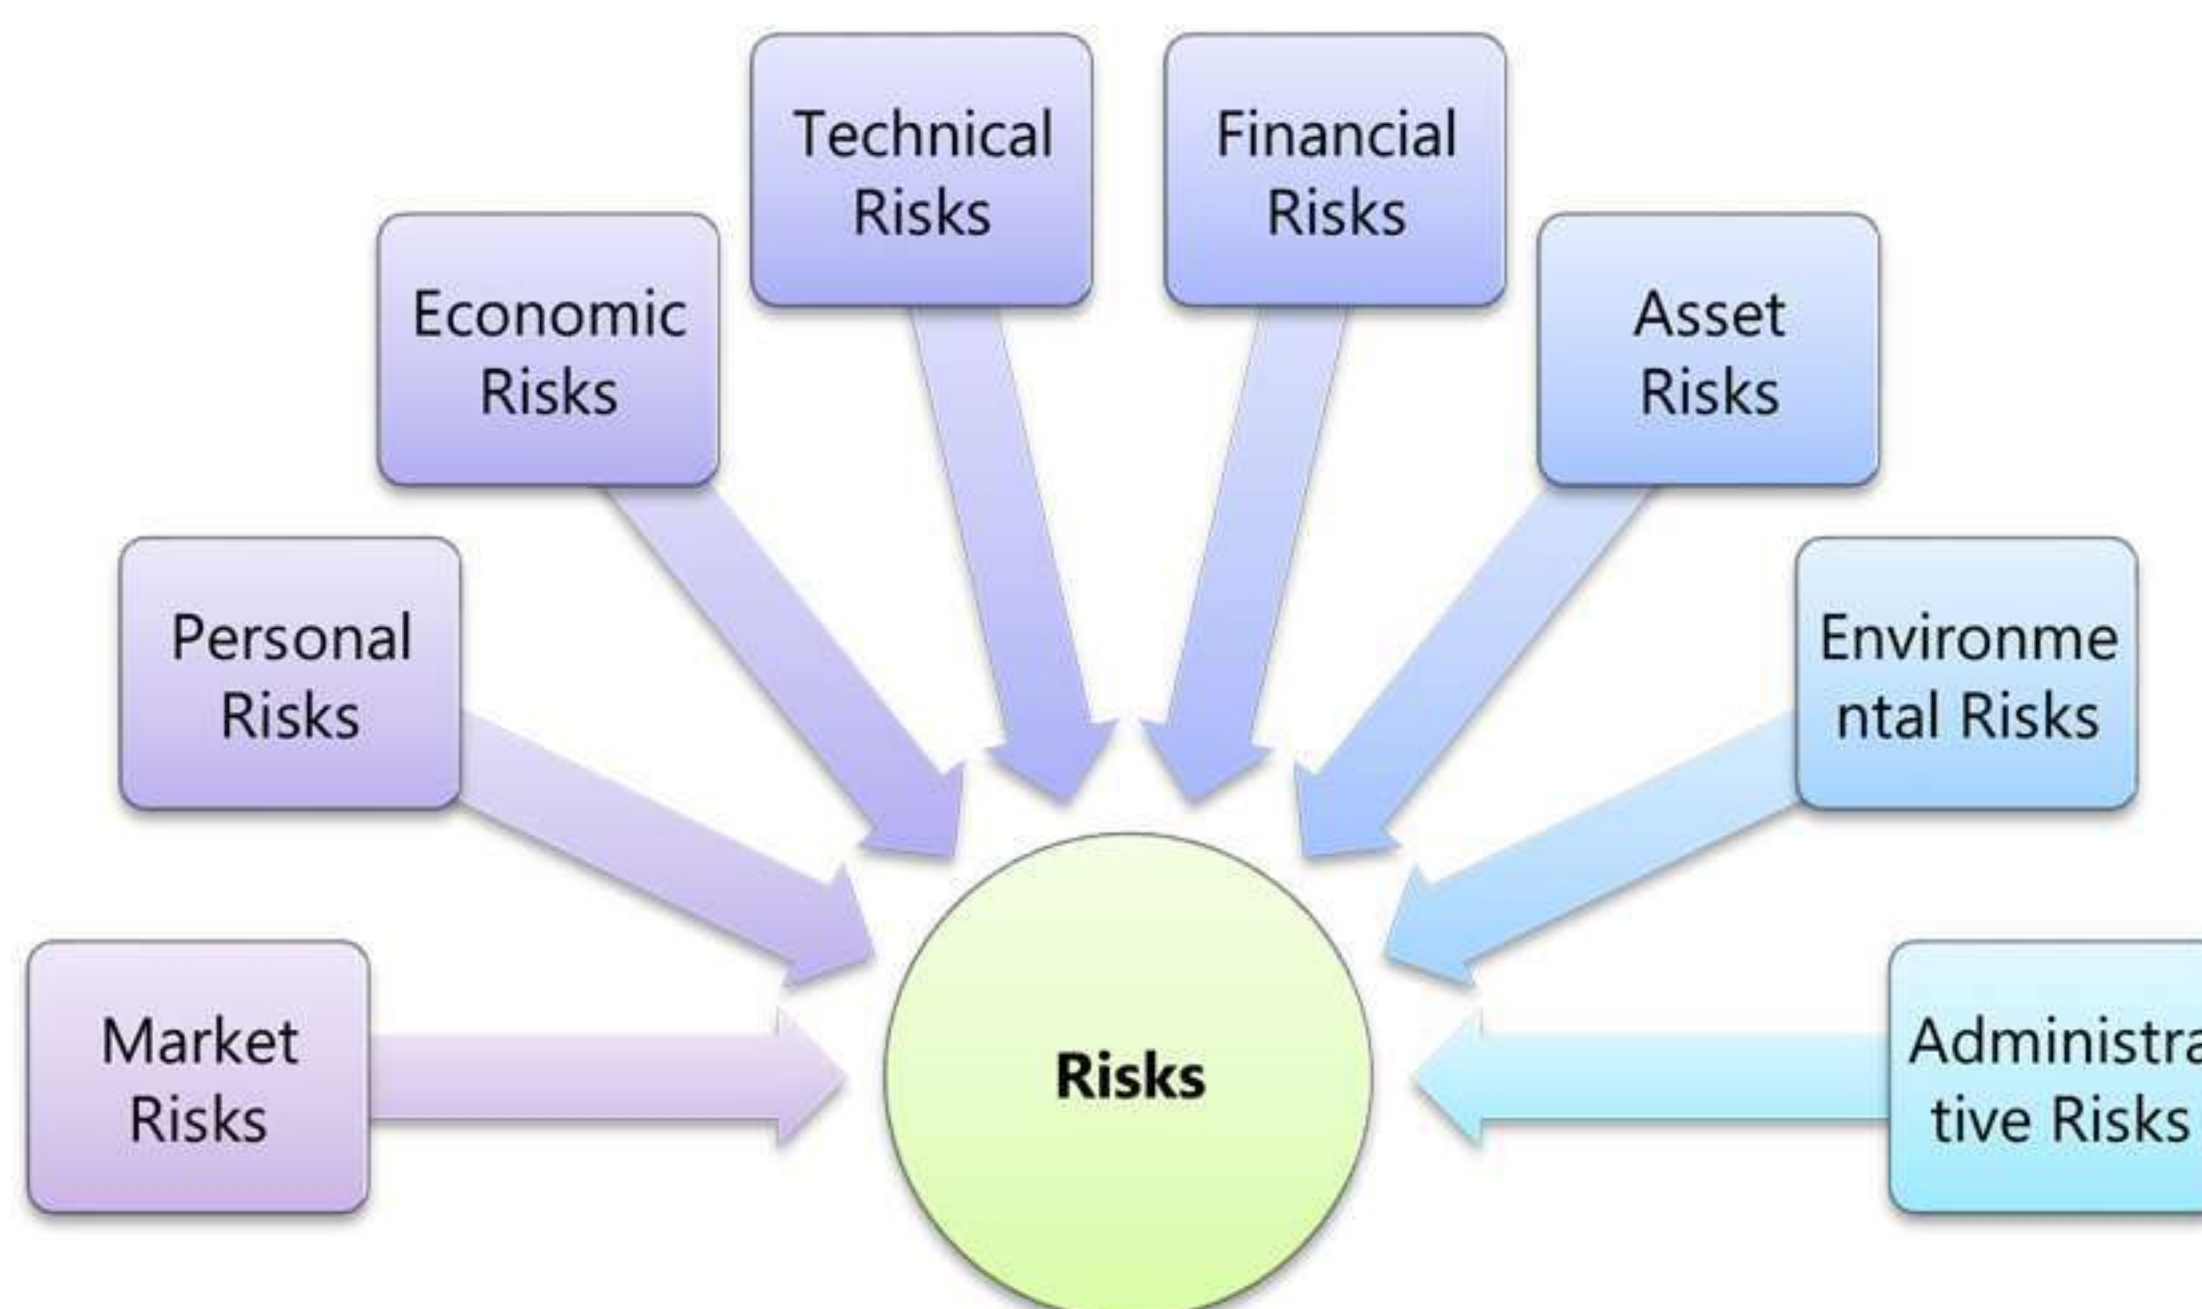 Technical
Risks
Financial
Risks
Economic
Risks
Asset
Risks
Personal
Risks
Environme
ntal Risks
Market
Risks
Risks
Administra
tive Risks